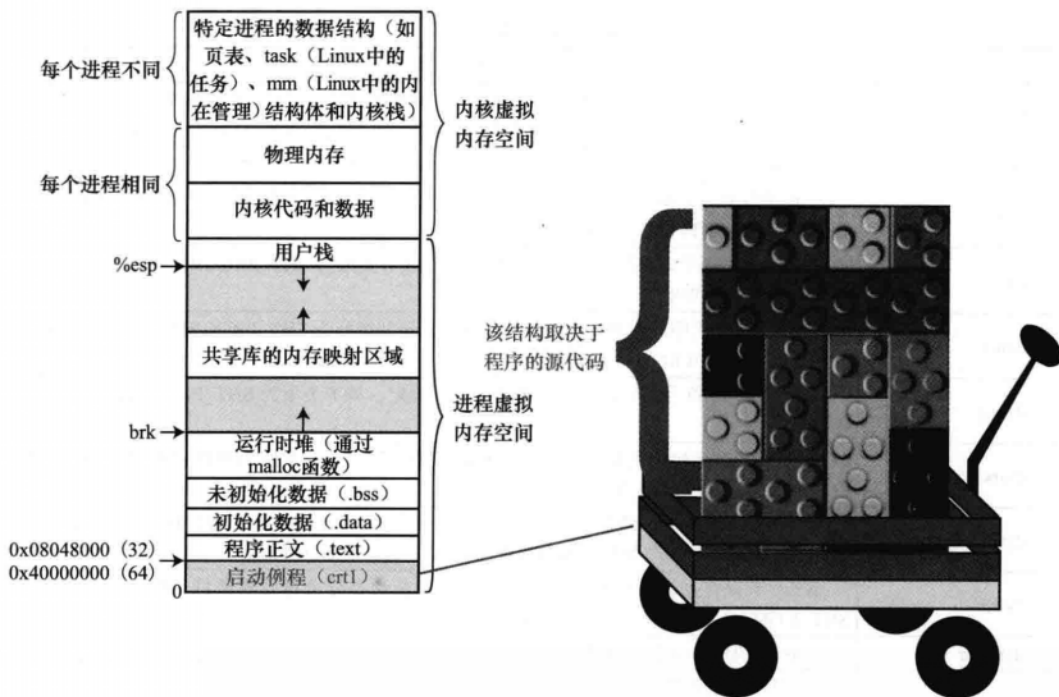 特定进程的数据结构（如
页表、task（Linux中的
任务）、mm（Linux中的内
在管理）结构体和内核栈）
每个进程不同
内核虚拟
内存空间
物理内存
每个进程相同
内核代码和数据
用户栈
%esp
共享库的内存映射区域
该结构取决于
程序的源代码
进程虚拟
内存空间
brk
运行时堆（通过
malloc函数）
未初始化数据（.bss）
初始化数据（.data）
程序正文（.text）
0x08048000（32）
0x40000000（64）
启动例程（crt1）
0